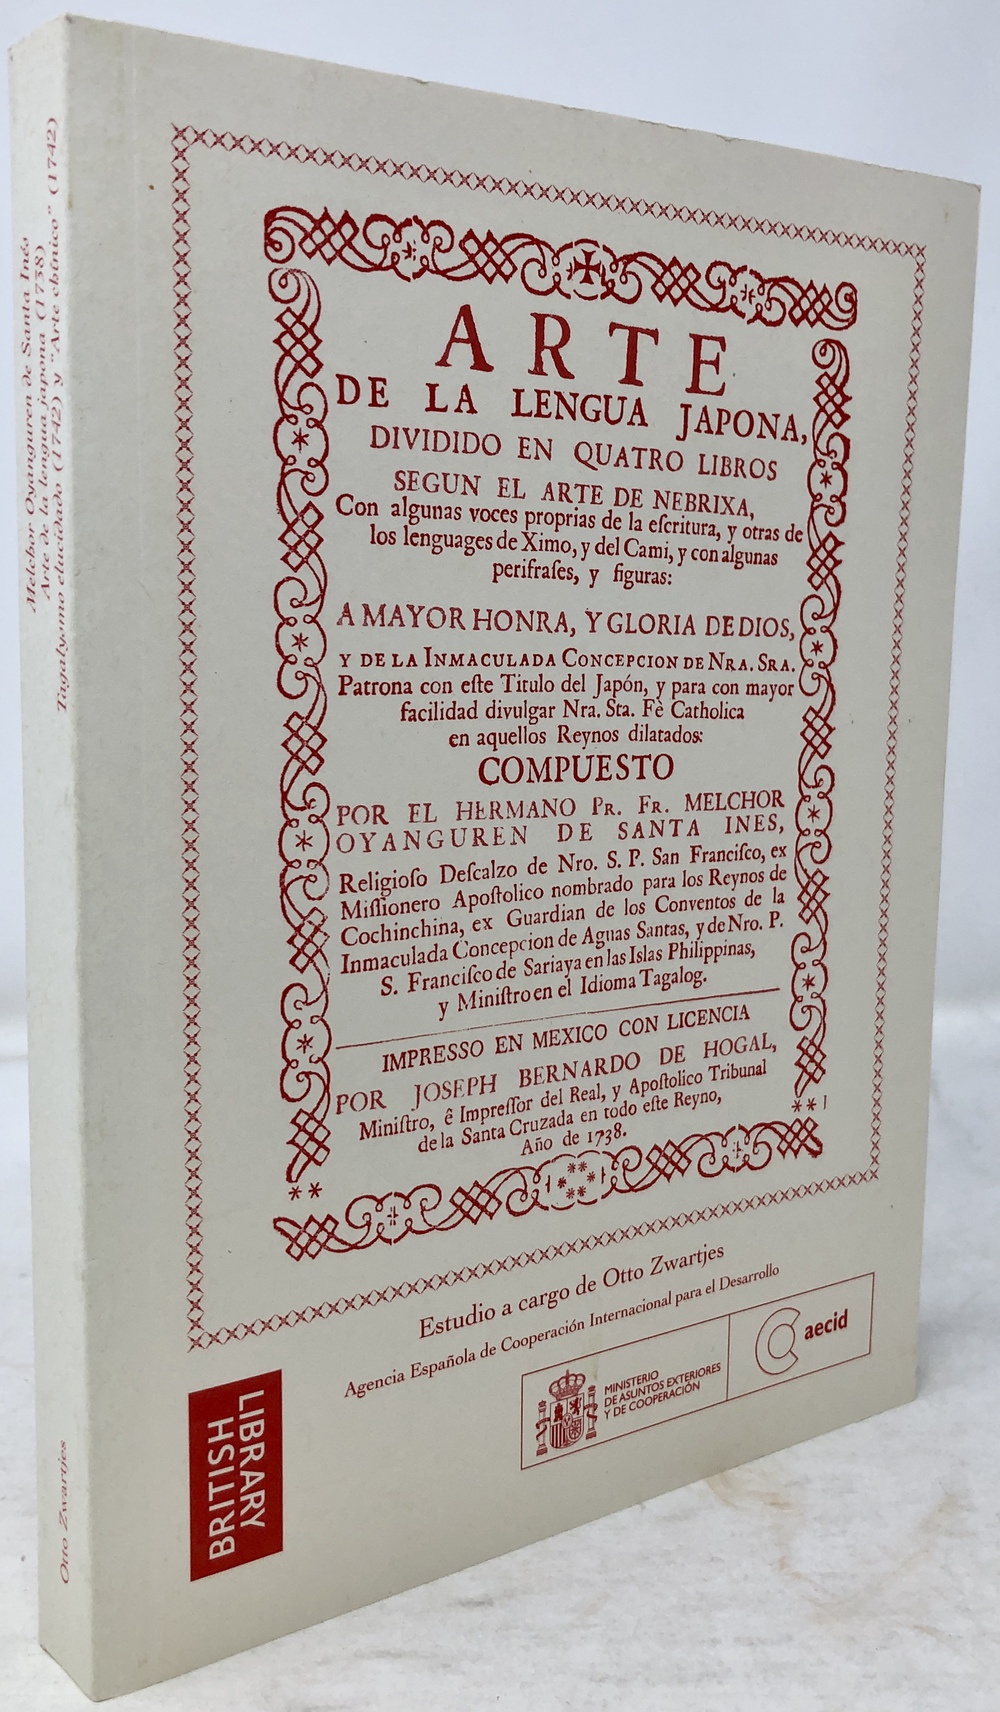 Melchor Oyanguren de Santa Inés
Arte de la lengua japona (1738)
Tagalysmo elucidado (1742) y "Arte chínico" (1742)
Otto Zwartjes
ARTE
DE LA LENGUA JAPONA,
DIVIDIDO EN QUATRO LIBROS
SEGUN EL ARTE DE NEBRIXA,
Con algunas voces proprias de la eſcritura, y otras de
los lenguages de Ximo, y del Cami, y con algunas
perifraſes, y figuras:
A MAYOR HONRA, Y GLORIA DE DIOS,
Y DE LA INMACULADA CONCEPCION DE NRA. SRA.
Patrona con eſte Titulo del Japón, y para con mayor
facilidad divulgar Nra. Sta. Fè Catholica
en aquellos Reynos dilatados:
COMPUESTO
POR EL HERMANO PR. FR. MELCHOR
OYANGUREN DE SANTA INES,
Religioſo Deſcalzo de Nro. S. P. San Franciſco, ex
Miſſionero Apoſtolico nombrado para los Reynos de
Cochinchina, ex Guardian de los Conventos de la
Inmaculada Concepcion de Aguas Santas, y de Nro. P.
S. Franciſco de Sariaya en las Islas Philippinas,
y Miniſtro en el Idioma Tagalog.
IMPRESSO EN MEXICO CON LICENCIA
POR JOSEPH BERNARDO DE HOGAL,
Miniſtro, ê Impreſſor del Real, y Apoſtolico Tribunal
de la Santa Cruzada en todo eſte Reyno,
Año de 1738.
Estudio a cargo de Otto Zwartjes
Agencia Española de Cooperación Internacional para el Desarrollo
MINISTERIO
DE ASUNTOS EXTERIORES
Y DE COOPERACIÓN
aecid
BRITISH
LIBRARY